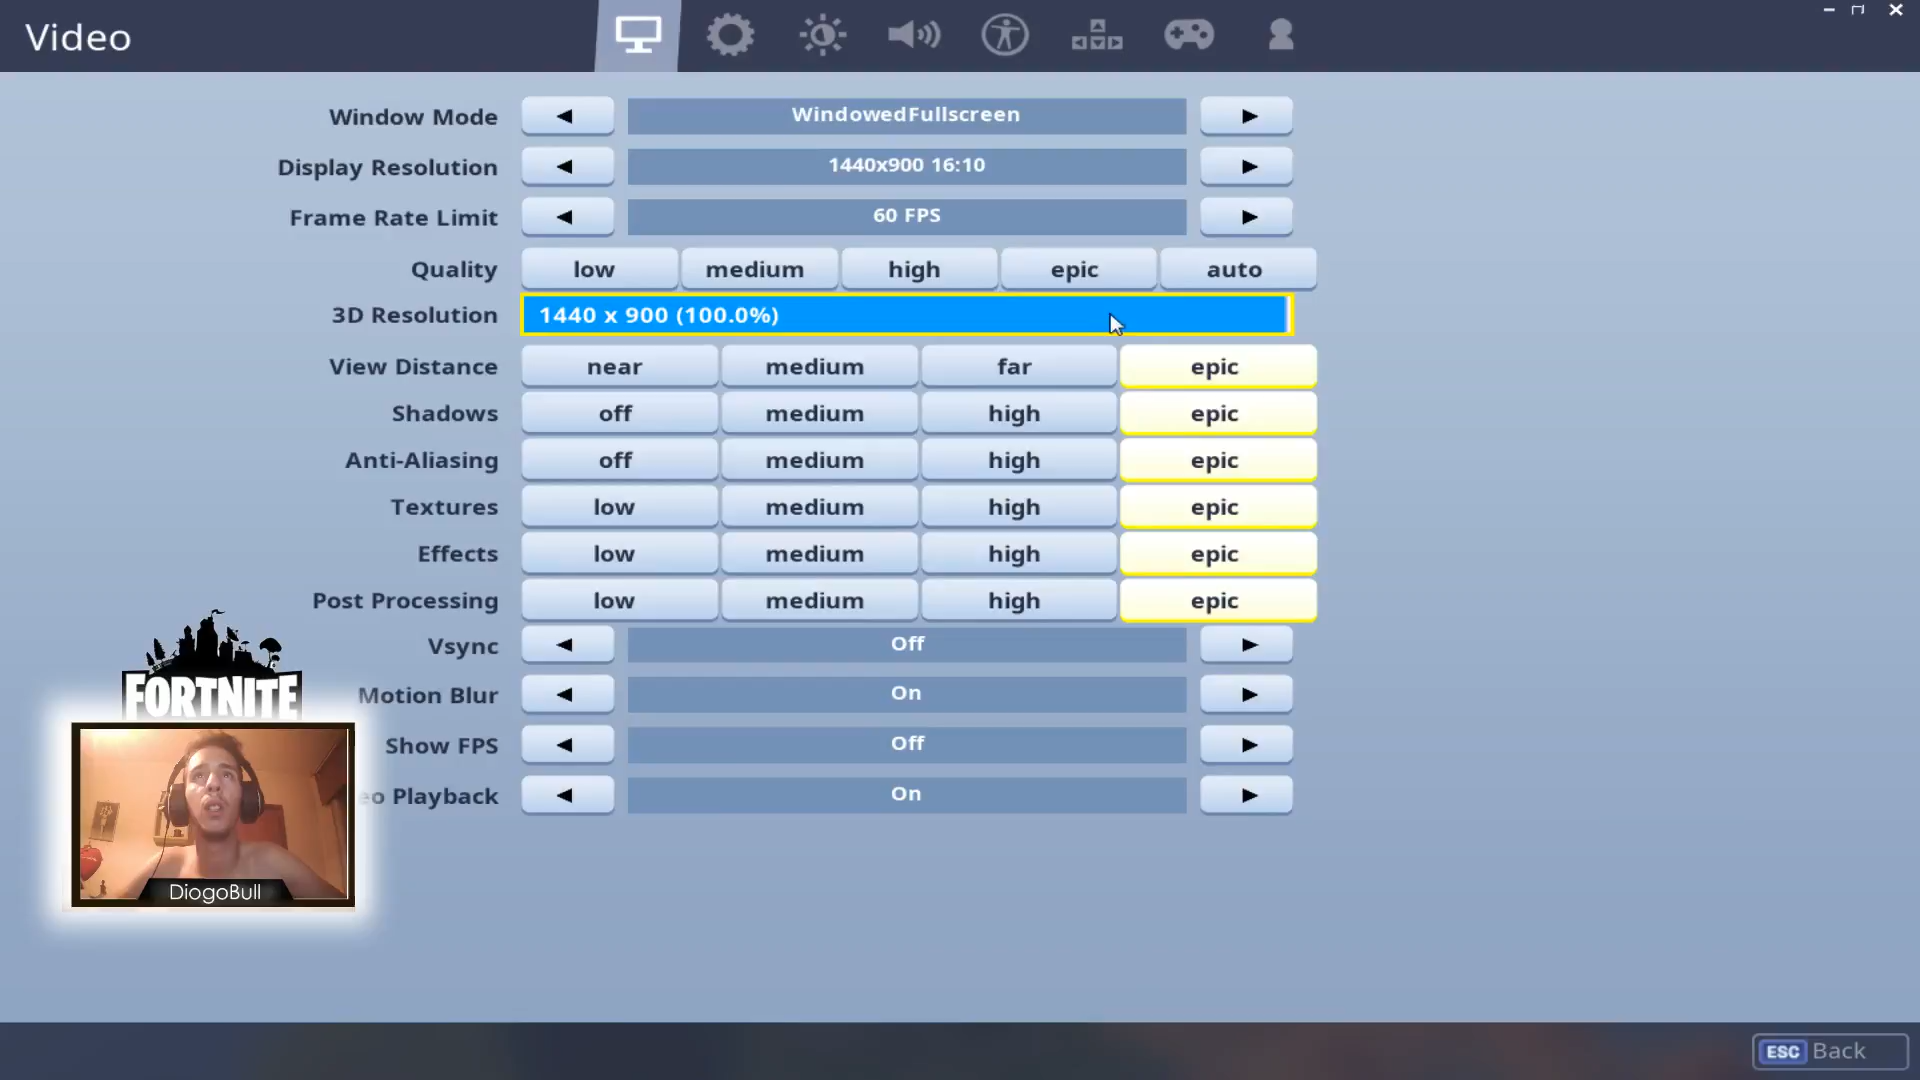 Video
Window Mode WindowedFullscreen
Display Resolution 1440x900 16:10
Frame Rate Limit 60 FPS
Quality low medium high epic auto
3D Resolution 1440 x 900 (100.0%)
View Distance near medium far epic
Shadows off medium high epic
Anti-Aliasing off medium high epic
Textures low medium high epic
Effects low medium high epic
Post Processing low medium high epic
Vsync Off
FORTNITE
Motion Blur On
Show FPS Off
eo Playback On
DiogoBull
ESC Back